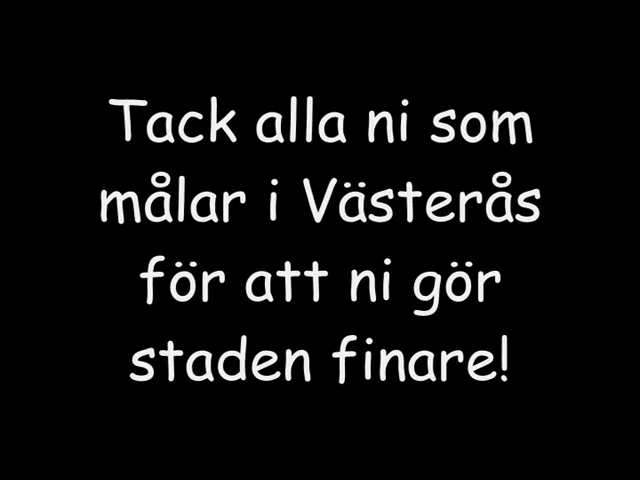 Tack alla ni som
målar i Västerås
för att ni gör
staden finare!